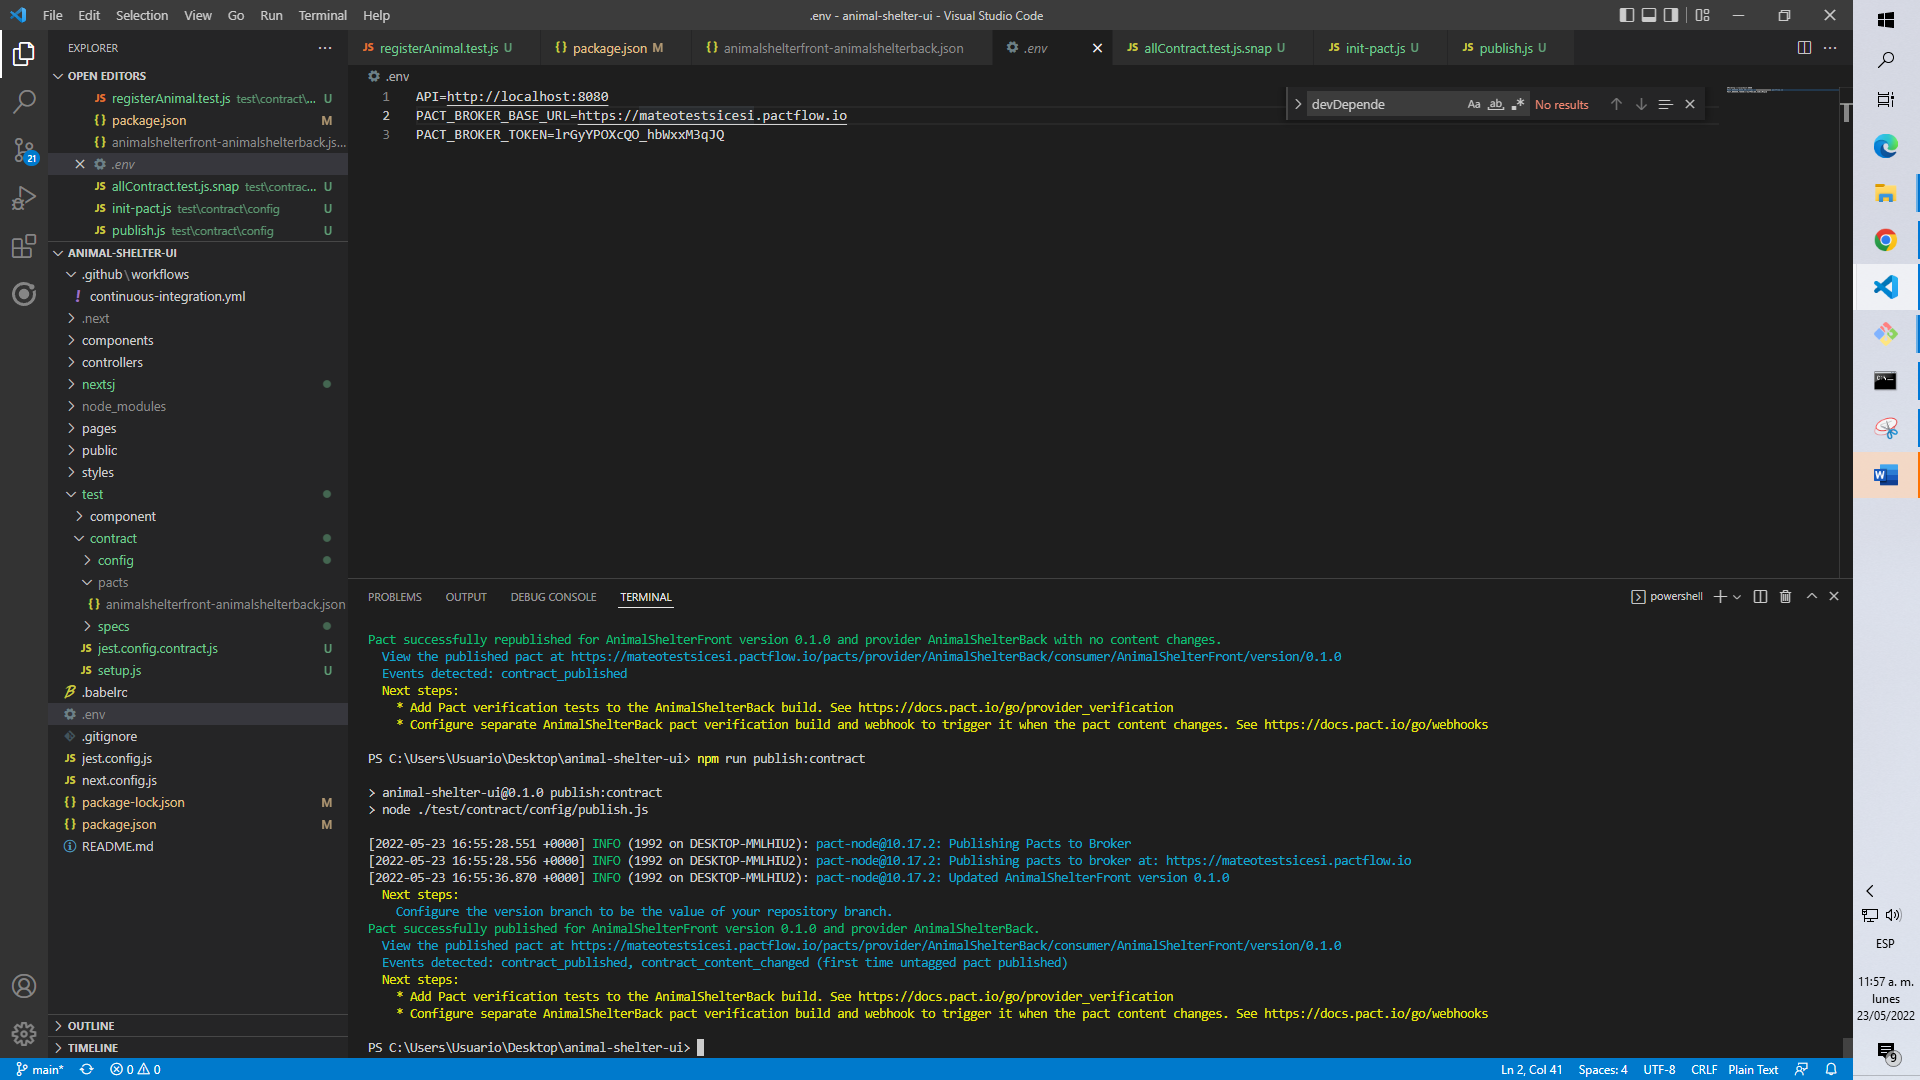 File Edit Selection View Go Run Terminal Help
.env - animal-shelter-ui - Visual Studio Code
EXPLORER
OPEN EDITORS
registerAnimal.test.js test\contract\... U
package.json M
animalshelterfront-animalshelterback.js...
.env
allContract.test.js.snap test\contrac... U
init-pact.js test\contract\config U
publish.js test\contract\config U
ANIMAL-SHELTER-UI
.github\workflows
continuous-integration.yml
.next
components
controllers
nextsj
node_modules
pages
public
styles
test
component
contract
config
pacts
animalshelterfront-animalshelterback.json
specs
jest.config.contract.js U
setup.js U
.babelrc
.env
.gitignore
jest.config.js
next.config.js
package-lock.json M
package.json M
README.md
OUTLINE
TIMELINE
registerAnimal.test.js U
package.json M
animalshelterfront-animalshelterback.json
.env
allContract.test.js.snap U
init-pact.js U
publish.js U
.env
1 API=http://localhost:8080
2 PACT_BROKER_BASE_URL=https://mateotestsicesi.pactflow.io
3 PACT_BROKER_TOKEN=lrGyYPOXcQO_hbWxxM3qJQ
devDepende
Aa ab
No results
PROBLEMS OUTPUT DEBUG CONSOLE TERMINAL
powershell
Pact successfully republished for AnimalShelterFront version 0.1.0 and provider AnimalShelterBack with no content changes.
View the published pact at https://mateotestsicesi.pactflow.io/pacts/provider/AnimalShelterBack/consumer/AnimalShelterFront/version/0.1.0
Events detected: contract_published
Next steps:
* Add Pact verification tests to the AnimalShelterBack build. See https://docs.pact.io/go/provider_verification
* Configure separate AnimalShelterBack pact verification build and webhook to trigger it when the pact content changes. See https://docs.pact.io/go/webhooks
PS C:\Users\Usuario\Desktop\animal-shelter-ui> npm run publish:contract
> animal-shelter-ui@0.1.0 publish:contract
> node ./test/contract/config/publish.js
[2022-05-23 16:55:28.551 +0000] INFO (1992 on DESKTOP-MMLHIU2): pact-node@10.17.2: Publishing Pacts to Broker
[2022-05-23 16:55:28.556 +0000] INFO (1992 on DESKTOP-MMLHIU2): pact-node@10.17.2: Publishing pacts to broker at: https://mateotestsicesi.pactflow.io
[2022-05-23 16:55:36.870 +0000] INFO (1992 on DESKTOP-MMLHIU2): pact-node@10.17.2: Updated AnimalShelterFront version 0.1.0
Next steps:
Configure the version branch to be the value of your repository branch.
Pact successfully published for AnimalShelterFront version 0.1.0 and provider AnimalShelterBack.
View the published pact at https://mateotestsicesi.pactflow.io/pacts/provider/AnimalShelterBack/consumer/AnimalShelterFront/version/0.1.0
Events detected: contract_published, contract_content_changed (first time untagged pact published)
Next steps:
* Add Pact verification tests to the AnimalShelterBack build. See https://docs.pact.io/go/provider_verification
* Configure separate AnimalShelterBack pact verification build and webhook to trigger it when the pact content changes. See https://docs.pact.io/go/webhooks
PS C:\Users\Usuario\Desktop\animal-shelter-ui>
main* 0 0
Ln 2, Col 41 Spaces: 4 UTF-8 CRLF Plain Text
21
ESP
11:57 a. m.
lunes
23/05/2022
9